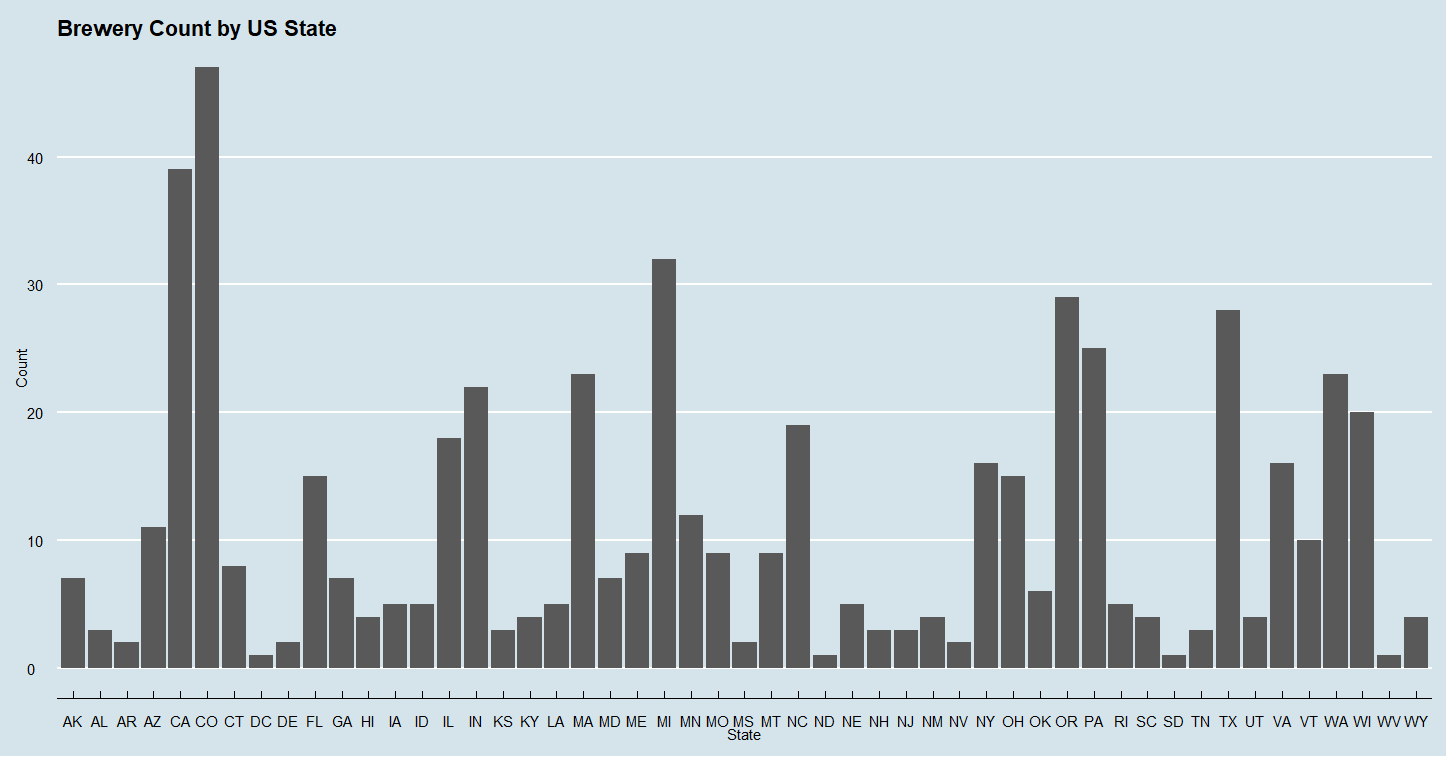 Brewery Count by US State
Count
40
30
20
10
0
AK AL AR AZ CA CO CT DC DE FL GA HI IA ID IL IN KS KY LA MA MD ME MI MN MO MS MT NC ND NE NH NJ NM NV NY OH OK OR PA RI SC SD TN TX UT VA VT WA WI WV WY
State